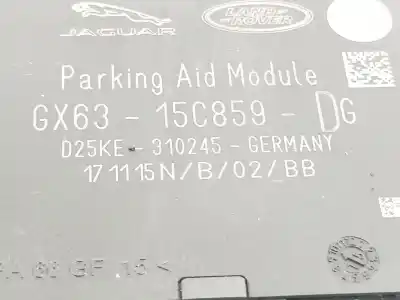 JAGUAR
LAND-
ROVER
Parking Aid Module
GX63 - 15C859 - DG
D25KE - 310245 - GERMANY
171115N/B/02/BB